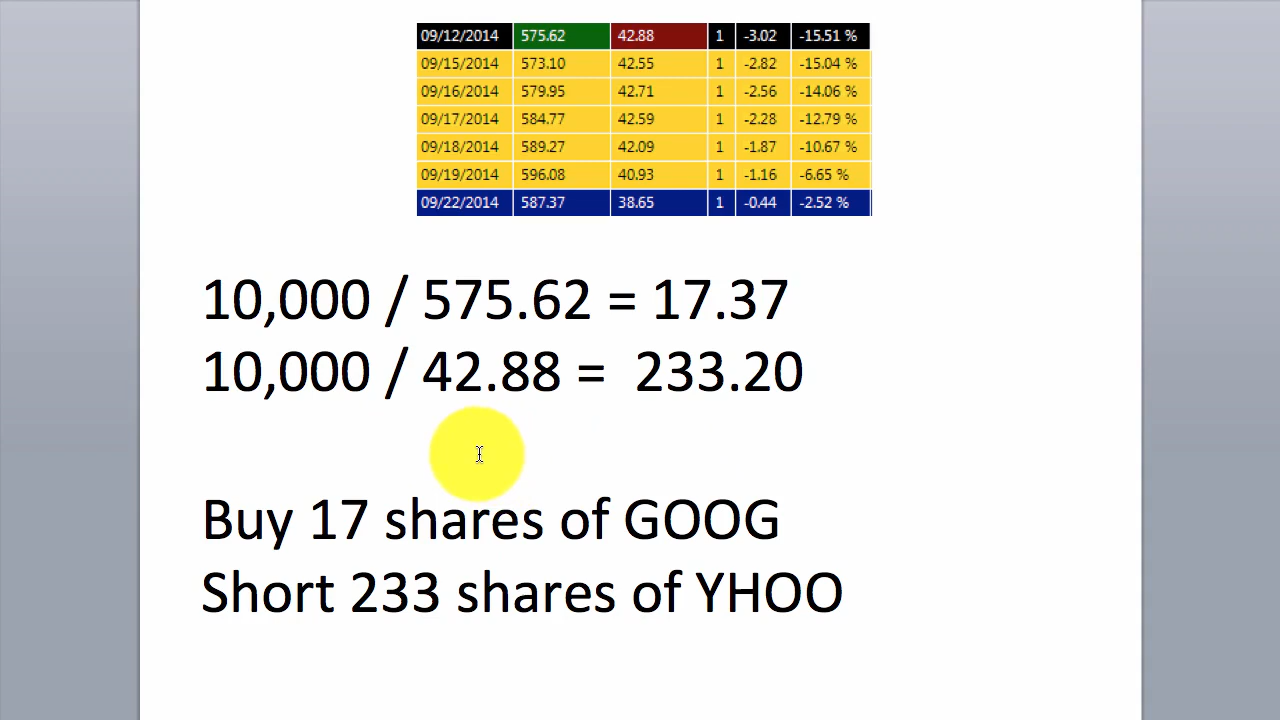 09/12/2014 575.62 42.88 1 -3.02 -15.51 %
09/15/2014 573.10 42.55 1 -2.82 -15.04 %
09/16/2014 579.95 42.71 1 -2.56 -14.06 %
09/17/2014 584.77 42.59 1 -2.28 -12.79 %
09/18/2014 589.27 42.09 1 -1.87 -10.67 %
09/19/2014 596.08 40.93 1 -1.16 -6.65 %
09/22/2014 587.37 38.65 1 -0.44 -2.52 %
10,000 / 575.62 = 17.37
10,000 / 42.88 = 233.20
Buy 17 shares of GOOG
Short 233 shares of YHOO